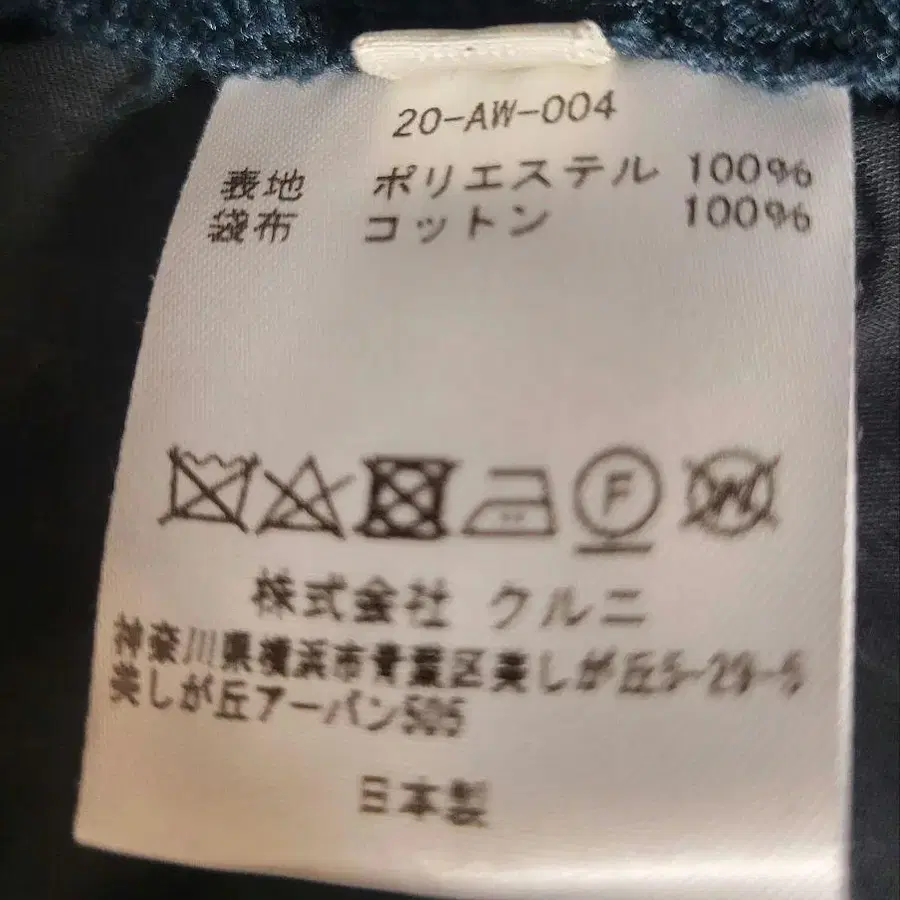 20-AW-004
表地 ポリエステル 100%
袋布 コットン 100%
F W
株式会社 クルニ
神奈川県横浜市青葉区美しが丘5-29-5
美しが丘アーバン505
日本製